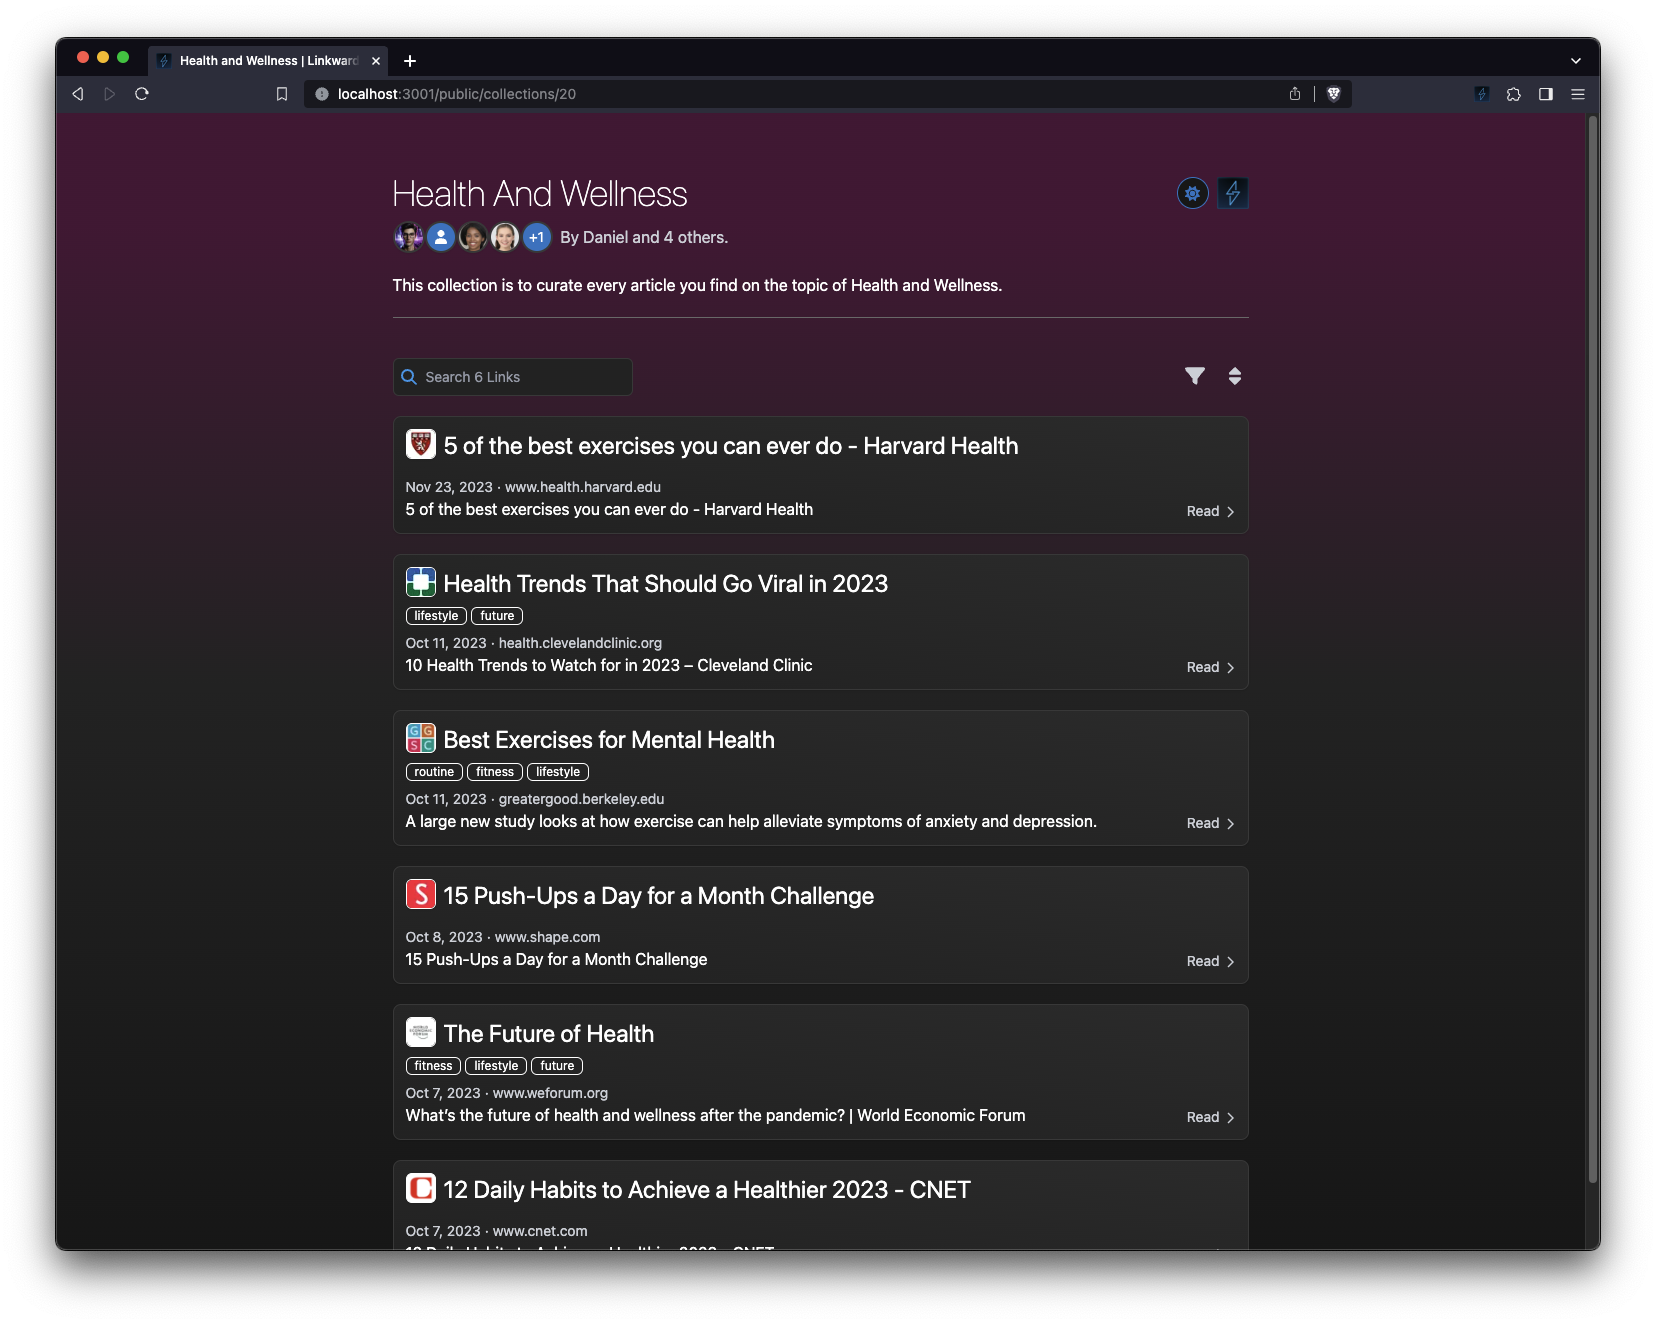 Health and Wellness | Linkward
localhost:3001/public/collections/20
Health And Wellness
+1 By Daniel and 4 others.
This collection is to curate every article you find on the topic of Health and Wellness.
Search 6 Links
5 of the best exercises you can ever do - Harvard Health
Nov 23, 2023 · www.health.harvard.edu
5 of the best exercises you can ever do - Harvard Health
Read
Health Trends That Should Go Viral in 2023
lifestyle future
Oct 11, 2023 · health.clevelandclinic.org
10 Health Trends to Watch for in 2023 – Cleveland Clinic
Read
G G
S C
Best Exercises for Mental Health
routine fitness lifestyle
Oct 11, 2023 · greatergood.berkeley.edu
A large new study looks at how exercise can help alleviate symptoms of anxiety and depression.
Read
S 15 Push-Ups a Day for a Month Challenge
Oct 8, 2023 · www.shape.com
15 Push-Ups a Day for a Month Challenge
Read
The Future of Health
fitness lifestyle future
Oct 7, 2023 · www.weforum.org
What's the future of health and wellness after the pandemic? | World Economic Forum
Read
12 Daily Habits to Achieve a Healthier 2023 - CNET
Oct 7, 2023 · www.cnet.com